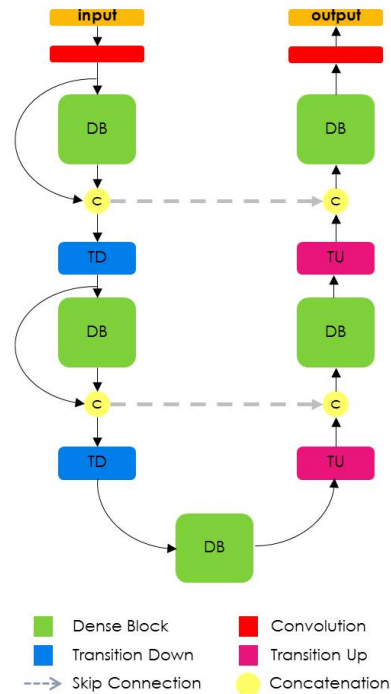 input
output
DB
DB
C
C
TD
TU
DB
DB
C
C
TD
TU
DB
Dense Block
Convolution
Transition Down
Transition Up
Skip Connection
Concatenation